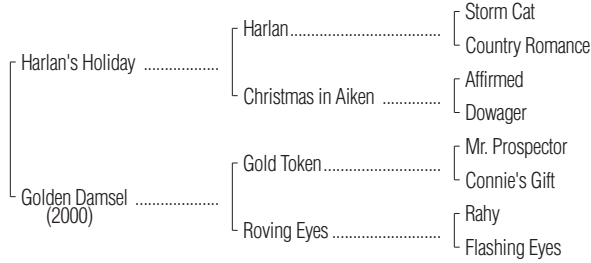 Storm Cat
Harlan
Country Romance
Harlan's Holiday
Affirmed
Christmas in Aiken
Dowager
Mr. Prospector
Gold Token
Connie's Gift
Golden Damsel
(2000)
Rahy
Roving Eyes
Flashing Eyes